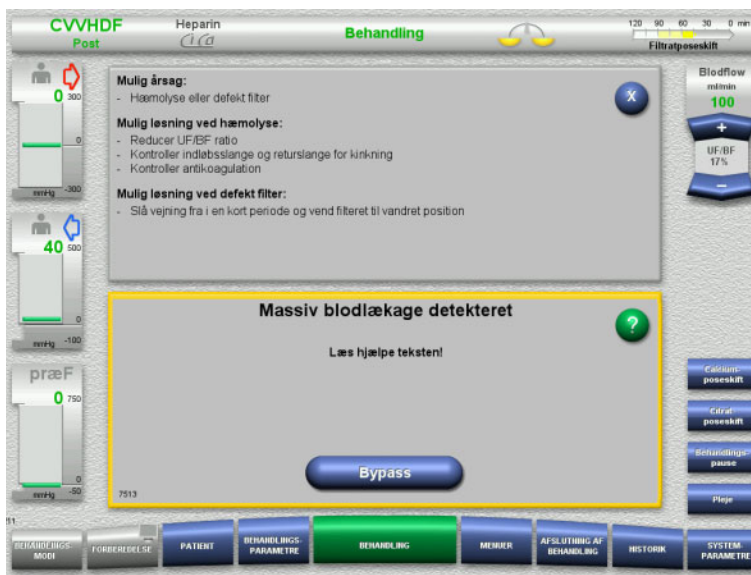 CVVHDF
Post
Heparin
Ci Ca
Behandling
120 90 60 30 0 min
Filtratposeskift
0 300
0
mmHg -300
40 500
0
mmHg -100
præF
0 750
0
mmHg -50
Mulig årsag:
- Hæmolyse eller defekt filter
Mulig løsning ved hæmolyse:
- Reducer UF/BF ratio
- Kontroller indløbsslange og returslange for kinkning
- Kontroller antikoagulation
Mulig løsning ved defekt filter:
- Slå vejning fra i en kort periode og vend filteret til vandret position
X
Massiv blodlækage detekteret
?
Læs hjælpe teksten!
Bypass
7513
Blodflow
ml/min
100
+
UF/BF
17%
–
Calcium-
poseskift
Citrat-
poseskift
Behandlings-
pause
Pleje
BEHANDLINGS-
MODI
FORBEREDELSE
PATIENT
BEHANDLINGS-
PARAMETRE
BEHANDLING
MENUER
AFSLUTNING AF
BEHANDLING
HISTORIK
SYSTEM-
PARAMETRE